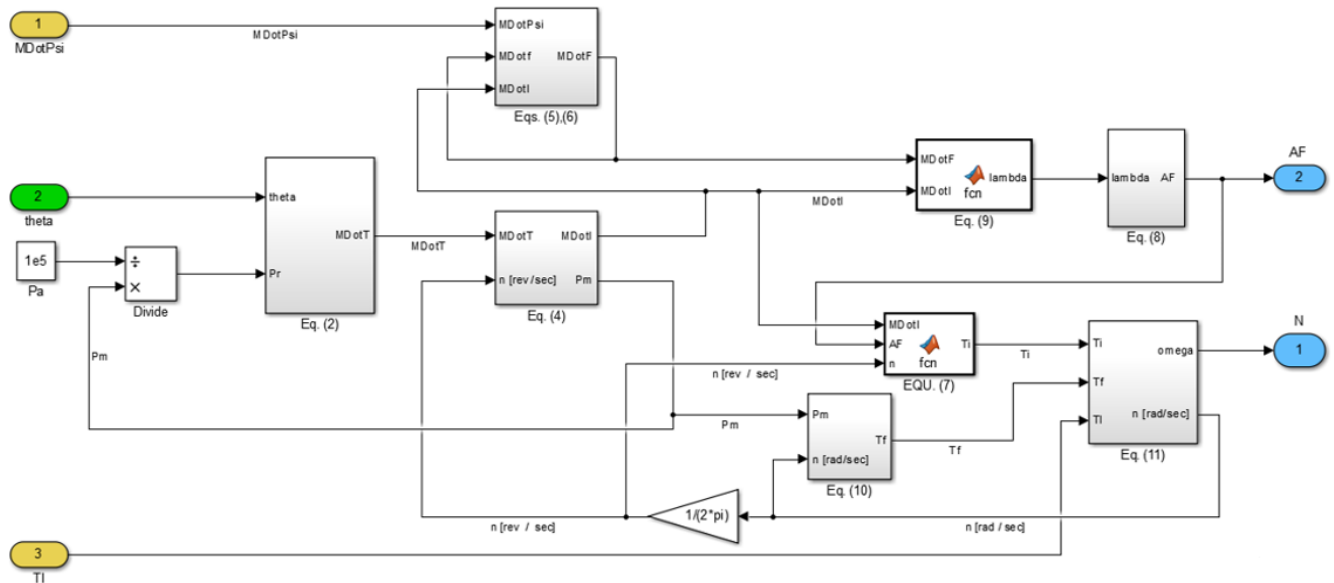 1
MDotPsi
MDotPsi
MDotPsi
MDotf
MDotI
MDotF
Eqs. (5),(6)
2
theta
1e5
Pa
÷
×
Divide
Pm
theta
Pr
MDotT
Eq. (2)
MDotT
MDotT
n [rev/sec]
MDotI
Pm
Eq. (4)
MDotI
MDotF
MDotI
fcn
lambda
Eq. (9)
lambda
AF
Eq. (8)
AF
2
MDotI
AF
n
fcn
Ti
EQU. (7)
Ti
n [rev / sec]
Pm
Pm
n [rad/sec]
Tf
Eq. (10)
Tf
Ti
Tf
Tl
omega
n [rad/sec]
Eq. (11)
N
1
1/(2*pi)
n [rev / sec]
n [rad / sec]
3
Tl